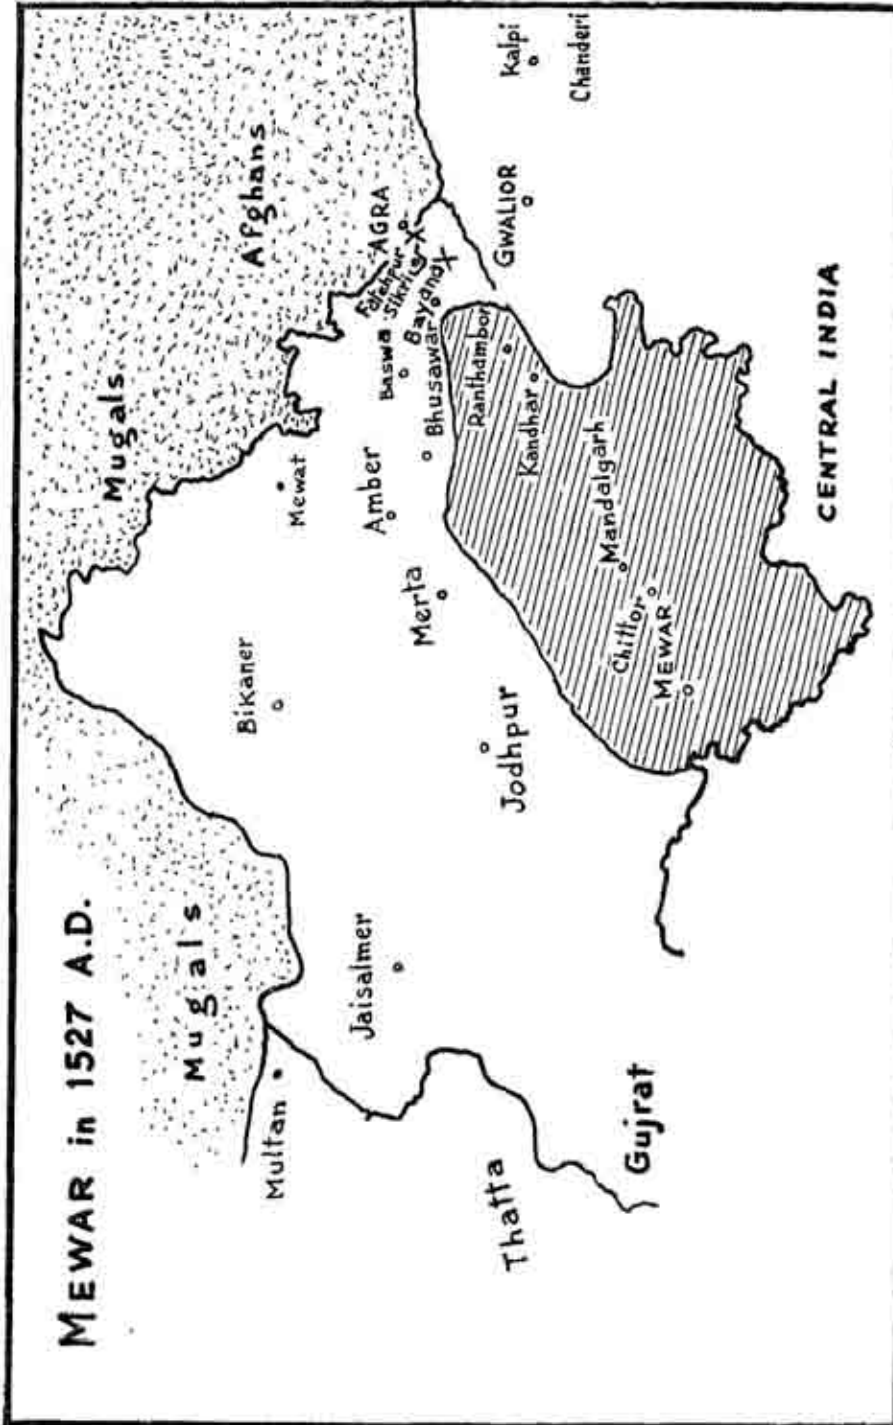 MEWAR in 1527 A.D.
Mugals
Afghans
Mugals
Multan
Bikaner
Mewat
AGRA
Fatehpur
Sikri
Bayana
Baswa
Bhusawar
Amber
Merta
Jaisalmer
Jodhpur
Thatta
Gujrat
GWALIOR
Kalpi
Chanderi
Ranthambor
Kandhar
Mandalgarh
Chittor
MEWAR
CENTRAL INDIA